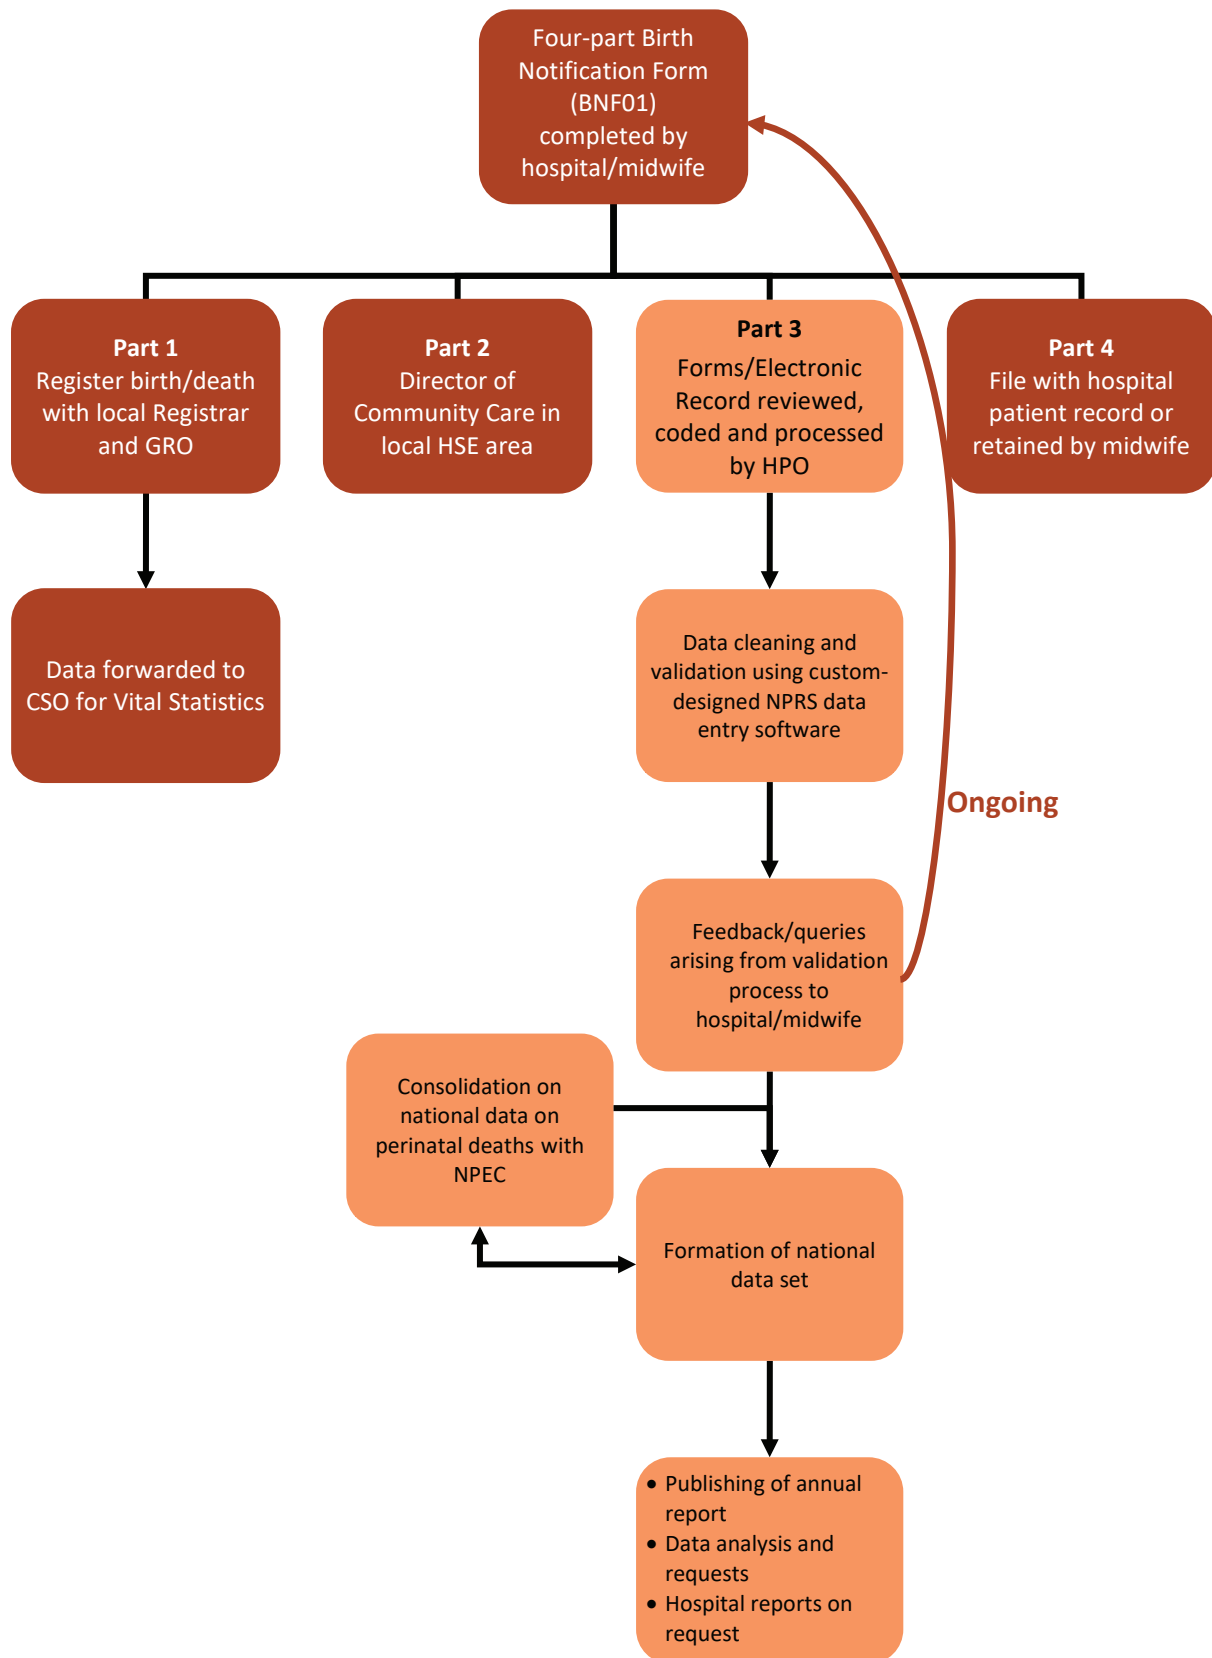 Four-part Birth
Notification Form
(BNF01)
completed by
hospital/midwife
Part 1
Register birth/death
with local Registrar
and GRO
Part 2
Director of
Community Care in
local HSE area
Part 3
Forms/Electronic
Record reviewed,
coded and processed
by HPO
Part 4
File with hospital
patient record or
retained by midwife
Data forwarded to
CSO for Vital Statistics
Data cleaning and
validation using custom-
designed NPRS data
entry software
Ongoing
Feedback/queries
arising from validation
process to
hospital/midwife
Consolidation on
national data on
perinatal deaths with
NPEC
Formation of national
data set
• Publishing of annual
report
• Data analysis and
requests
• Hospital reports on
request